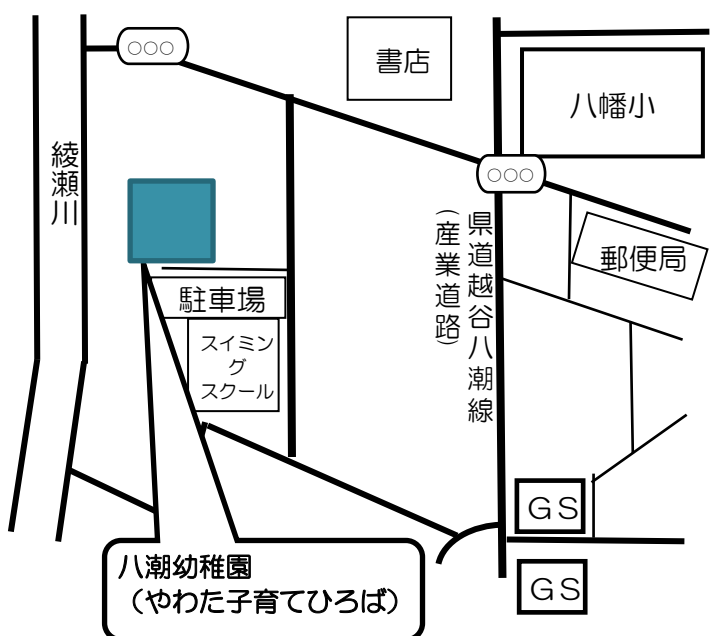 ○○○
書店
八幡小
綾瀬川
○○○
県道越谷八潮線
(産業道路)
郵便局
駐車場
スイミン
グ
スクール
GS
八潮幼稚園
(やわた子育てひろば)
GS